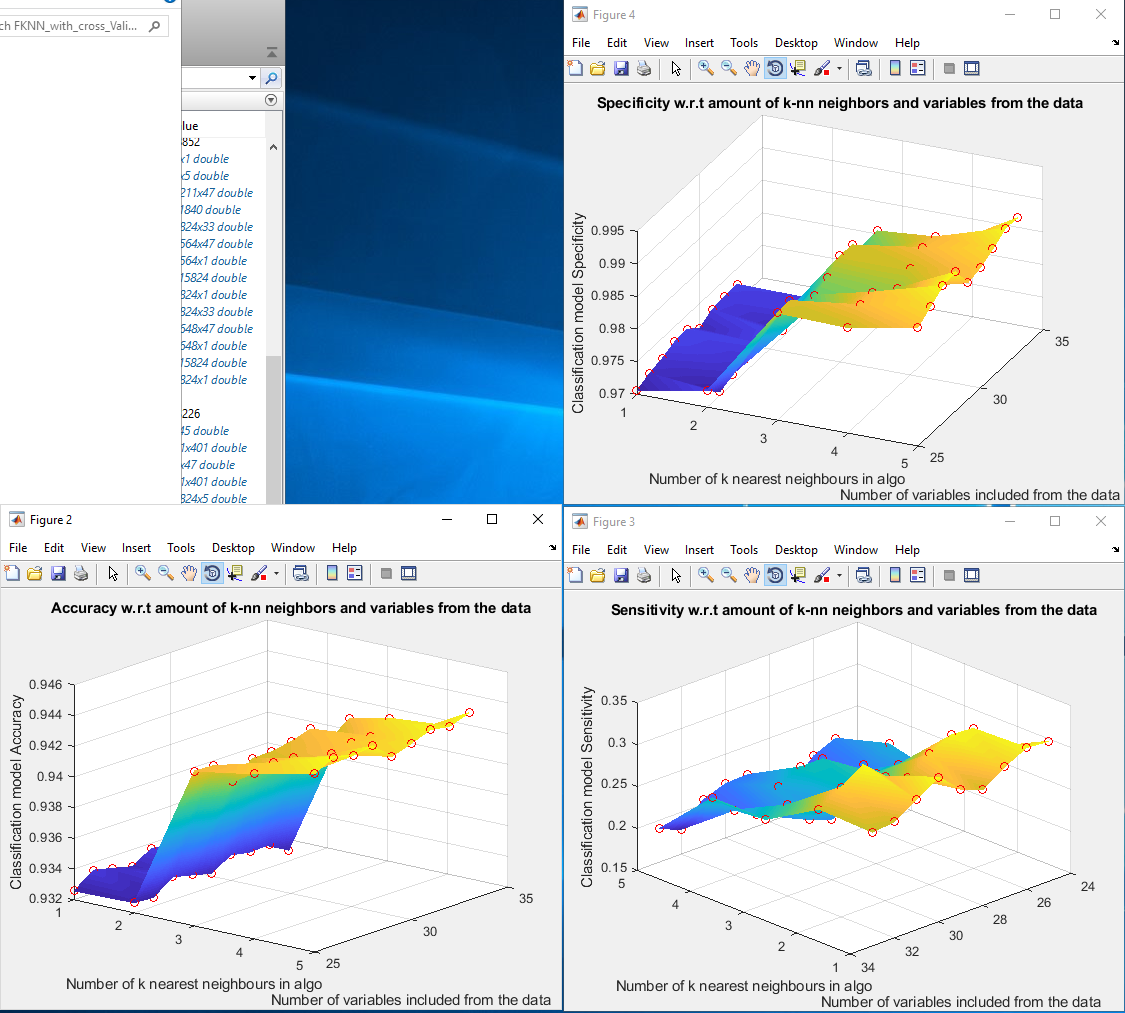 ch FKNN_with_cross_Vali...
lue
852
x1 double
x5 double
211x47 double
1840 double
824x33 double
564x47 double
564x1 double
15824 double
824x1 double
824x33 double
548x47 double
548x1 double
15824 double
824x1 double
226
45 double
1x401 double
x47 double
1x401 double
824x5 double
Figure 4
File Edit View Insert Tools Desktop Window Help
Specificity w.r.t amount of k-nn neighbors and variables from the data
Classification model Specificity
0.995
0.99
0.985
0.98
0.975
0.97
1
2
3
4
5
25
30
35
Number of k nearest neighbours in algo
Number of variables included from the data
Figure 2
File Edit View Insert Tools Desktop Window Help
Accuracy w.r.t amount of k-nn neighbors and variables from the data
Classification model Accuracy
0.946
0.944
0.942
0.94
0.938
0.936
0.934
0.932
1
2
3
4
5
25
30
35
Number of k nearest neighbours in algo
Number of variables included from the data
Figure 3
File Edit View Insert Tools Desktop Window Help
Sensitivity w.r.t amount of k-nn neighbors and variables from the data
Classification model Sensitivity
0.35
0.3
0.25
0.2
0.15
5
4
3
2
1
34
32
30
28
26
24
Number of k nearest neighbours in algo
Number of variables included from the data